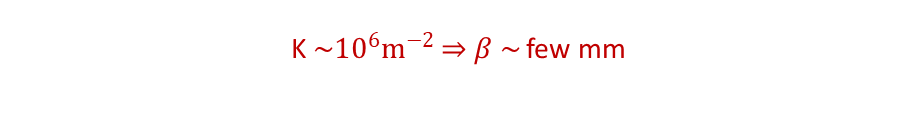 K ~10⁶m⁻² ⇒ β ~ few mm